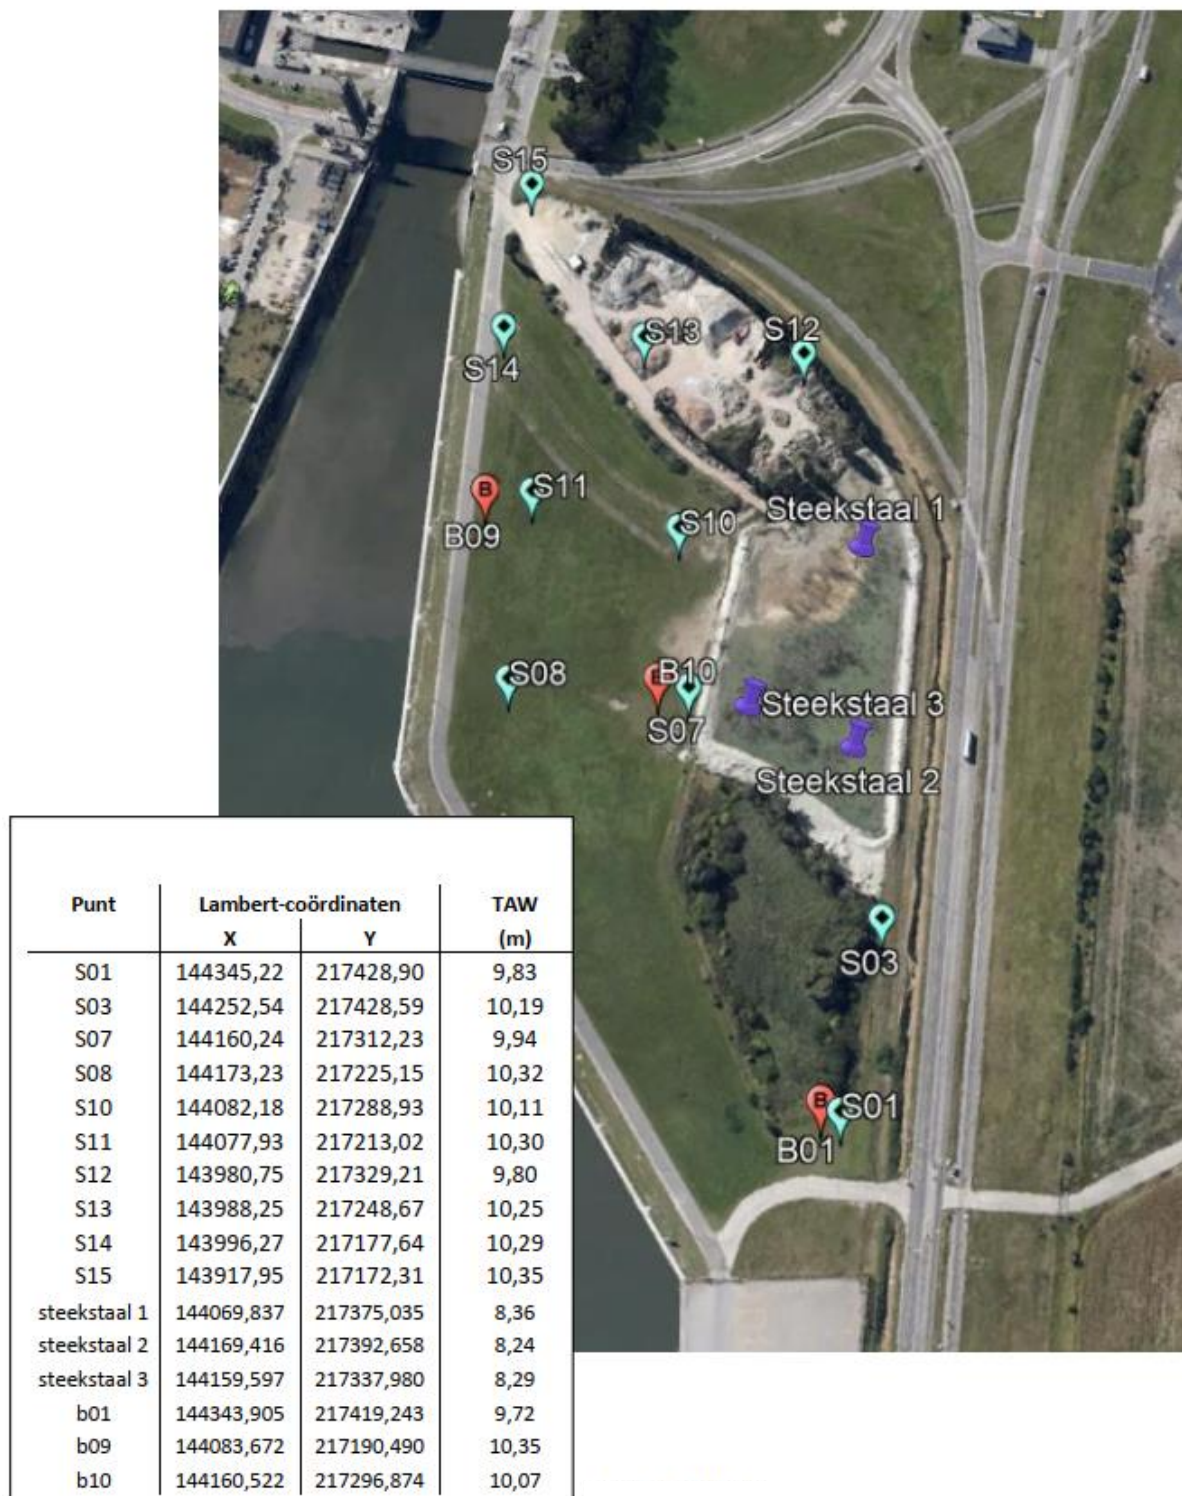 S15
S13
S12
S14
S11
Steekstaal 1
S10
B
B09
S08
B10
Steekstaal 3
S07
Steekstaal 2
S03
B
S01
B01
Punt Lambert-coördinaten TAW
X Y (m)
S01 144345,22 217428,90 9,83
S03 144252,54 217428,59 10,19
S07 144160,24 217312,23 9,94
S08 144173,23 217225,15 10,32
S10 144082,18 217288,93 10,11
S11 144077,93 217213,02 10,30
S12 143980,75 217329,21 9,80
S13 143988,25 217248,67 10,25
S14 143996,27 217177,64 10,29
S15 143917,95 217172,31 10,35
steekstaal 1 144069,837 217375,035 8,36
steekstaal 2 144169,416 217392,658 8,24
steekstaal 3 144159,597 217337,980 8,29
b01 144343,905 217419,243 9,72
b09 144083,672 217190,490 10,35
b10 144160,522 217296,874 10,07